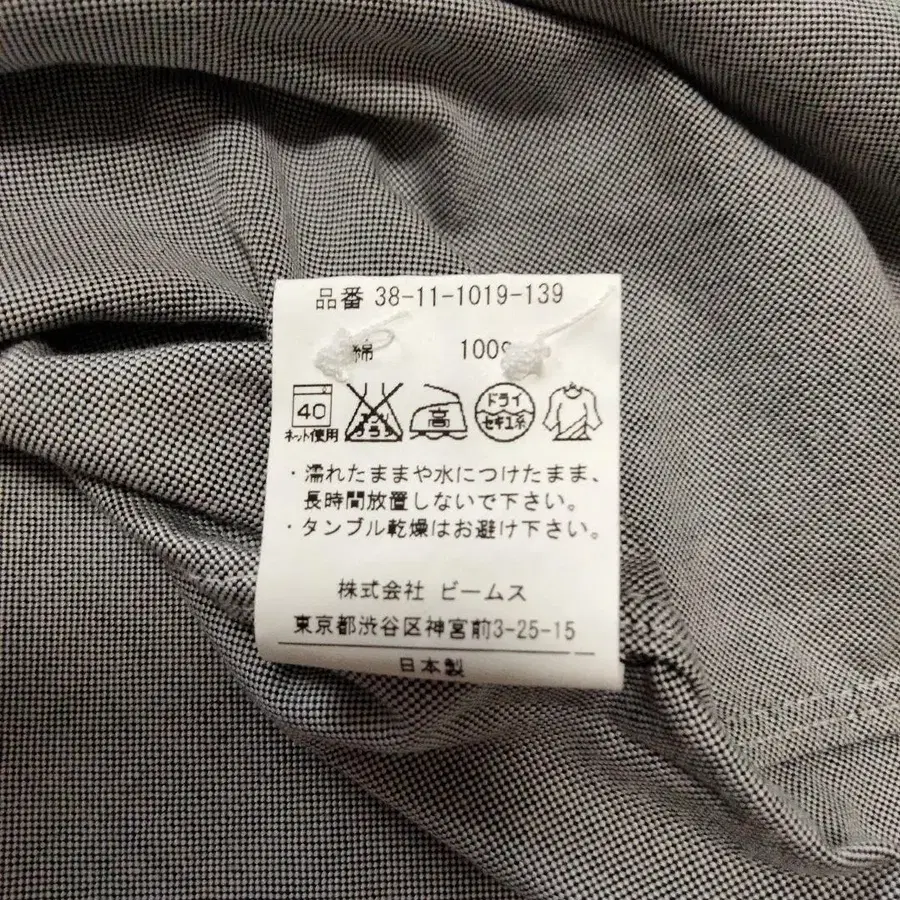 品番 38-11-1019-139
綿 100%
40 高 ドライ セキユ系
ネット使用
・濡れたままや水につけたまま、
長時間放置しないで下さい。
・タンブル乾燥はお避け下さい。
株式会社 ビームス
東京都渋谷区神宮前3-25-15
日本製